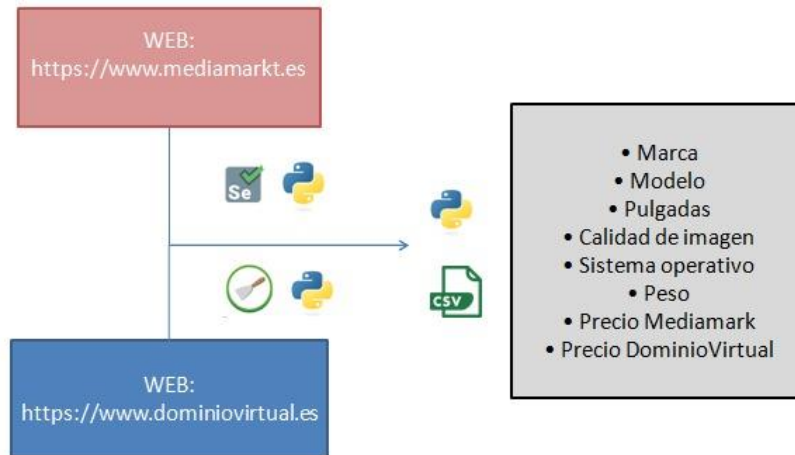 WEB:
https://www.mediamarkt.es
Se
CSV
• Marca
• Modelo
• Pulgadas
• Calidad de imagen
• Sistema operativo
• Peso
• Precio Mediamark
• Precio DominioVirtual
WEB:
https://www.dominiovirtual.es